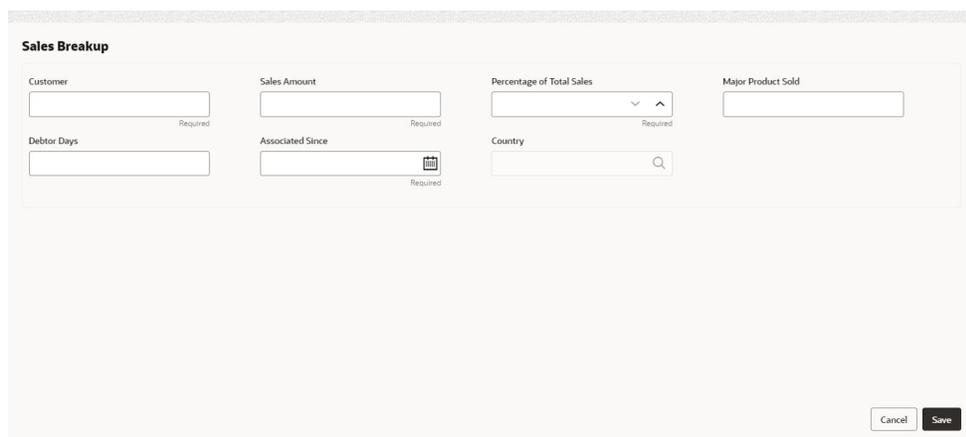 Sales Breakup
Customer Sales Amount Percentage of Total Sales Major Product Sold
Required Required Required
Debtor Days Associated Since Country
Required
Cancel Save